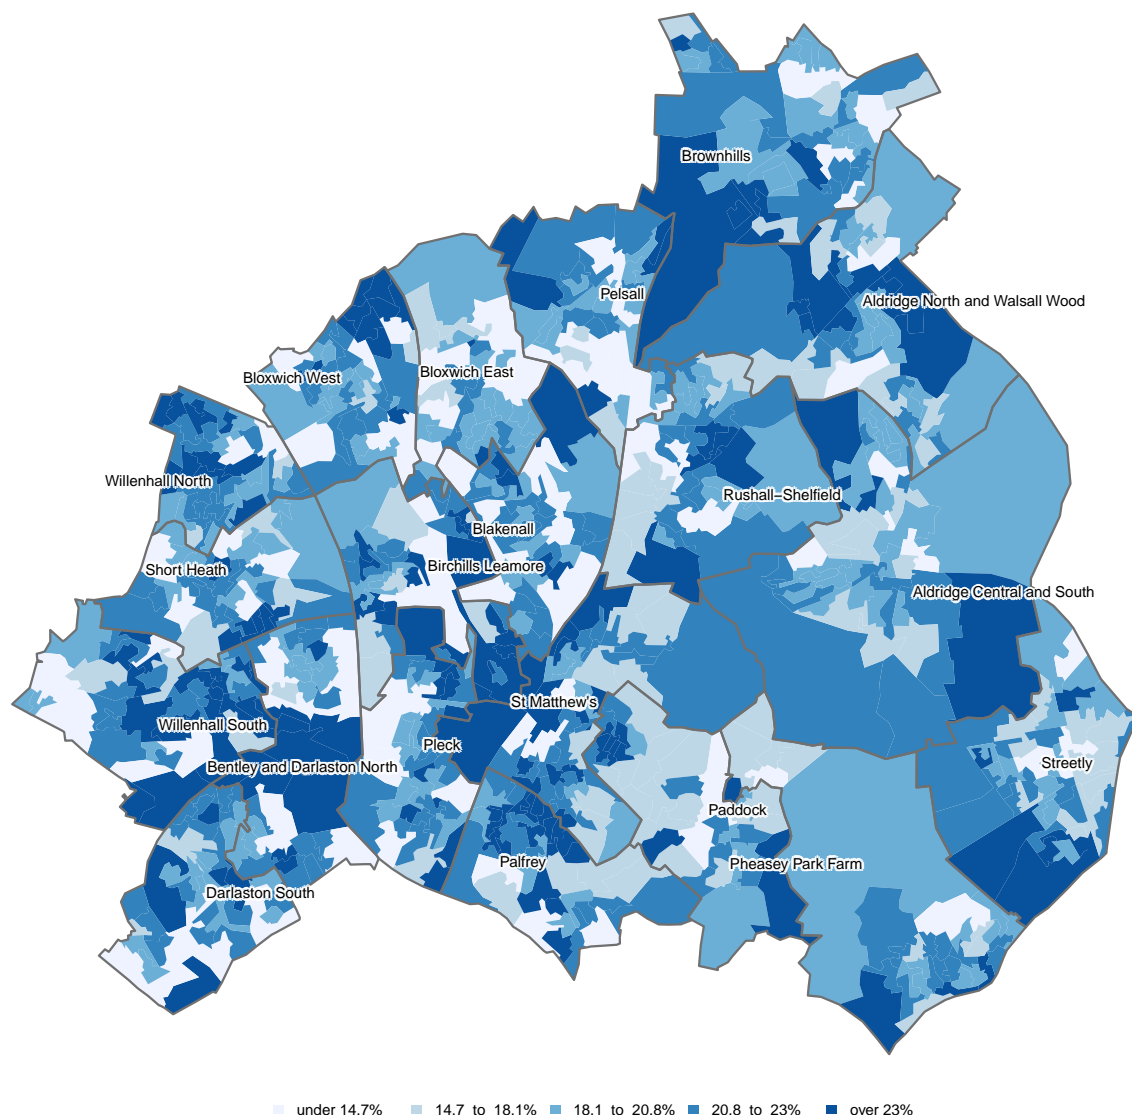 Brownhills
Pelsall
Aldridge North and Walsall Wood
Bloxwich West
Bloxwich East
Willenhall North
Rushall−Shelfield
Blakenall
Short Heath
Birchills Leamore
Aldridge Central and South
St Matthew's
Willenhall South
Pleck
Bentley and Darlaston North
Streetly
Paddock
Palfrey
Pheasey Park Farm
Darlaston South
under 14.7% 14.7 to 18.1% 18.1 to 20.8% 20.8 to 23% over 23%